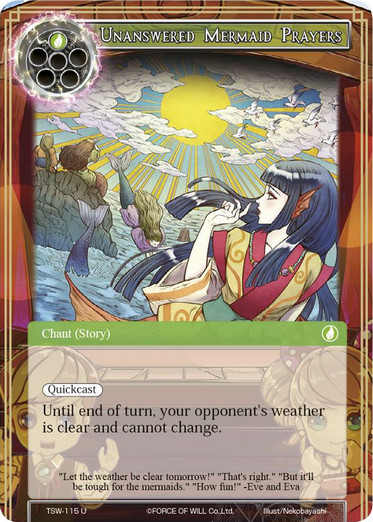 Unanswered Mermaid Prayers
Chant (Story)
Quickcast
Until end of turn, your opponent's weather
is clear and cannot change.
"Let the weather be clear tomorrow!" "That's right." "But it'll
be tough for the mermaids." "How fun!" -Eve and Eva
TSW-115 U ©FORCE OF WILL Co.,Ltd. Illust/Nekobayashi